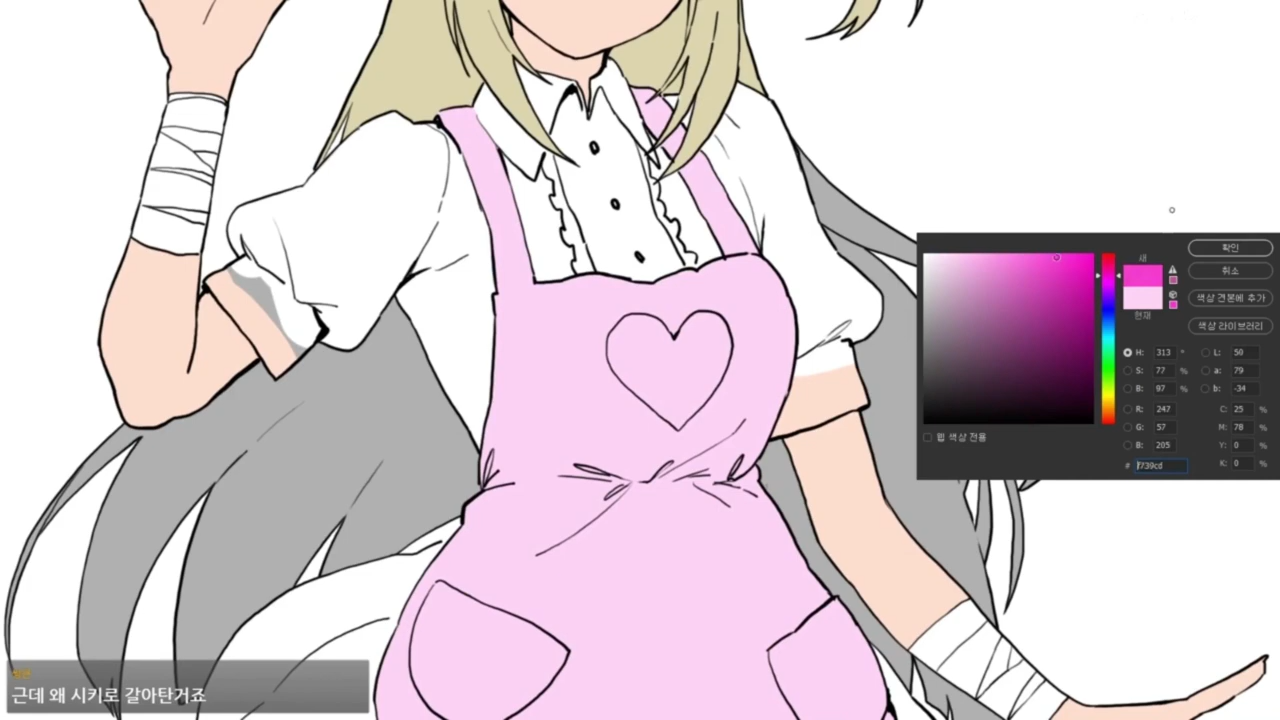 새
확인
취소
색상 견본에 추가
현재
색상 라이브러리
H: 313 °
L: 50
S: 77 %
a: 79
B: 97 %
b: -34
R: 247
C: 25 %
G: 57
M: 78 %
B: 205
Y: 0 %
# f739cd
K: 0 %
웹 색상 전용
근데 왜 시키로 갈아탄거죠